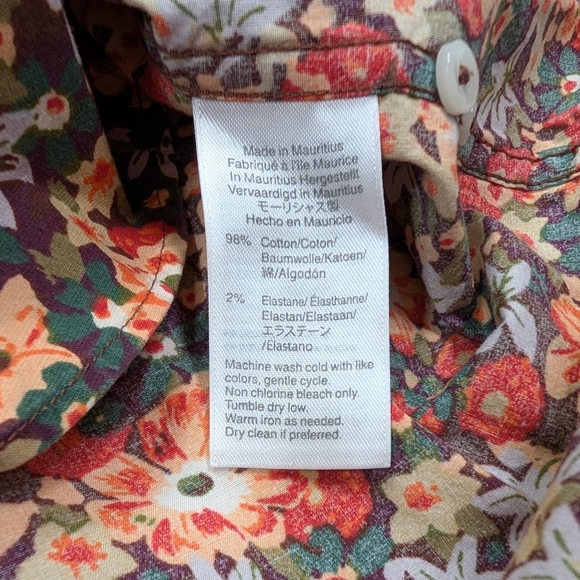 Made in Mauritius
Fabriqué à l'île Maurice
In Mauritius Hergestellt
Vervaardigd in Mauritius
モーリシャス製
Hecho en Mauricio
98% Cotton/Coton/
Baumwolle/Katoen/
綿/Algodón
2% Elastane/Élasthanne/
Elastan/Elastaan/
エラステーン
/Elastano
Machine wash cold with like
colors, gentle cycle.
Non chlorine bleach only.
Tumble dry low.
Warm iron as needed.
Dry clean if preferred.